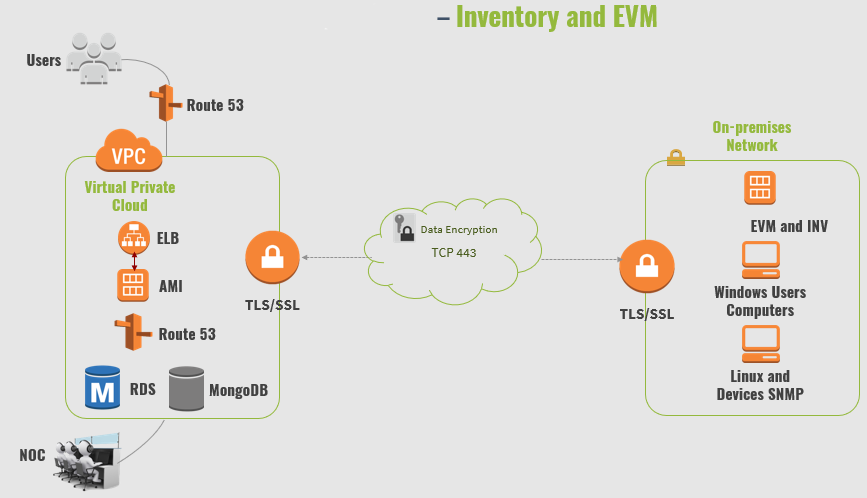 – Inventory and EVM
Users
Route 53
VPC
Virtual Private
Cloud
ELB
AMI
Route 53
M
RDS
MongoDB
NOC
TLS/SSL
Data Encryption
TCP 443
TLS/SSL
On-premises
Network
EVM and INV
Windows Users
Computers
Linux and
Devices SNMP